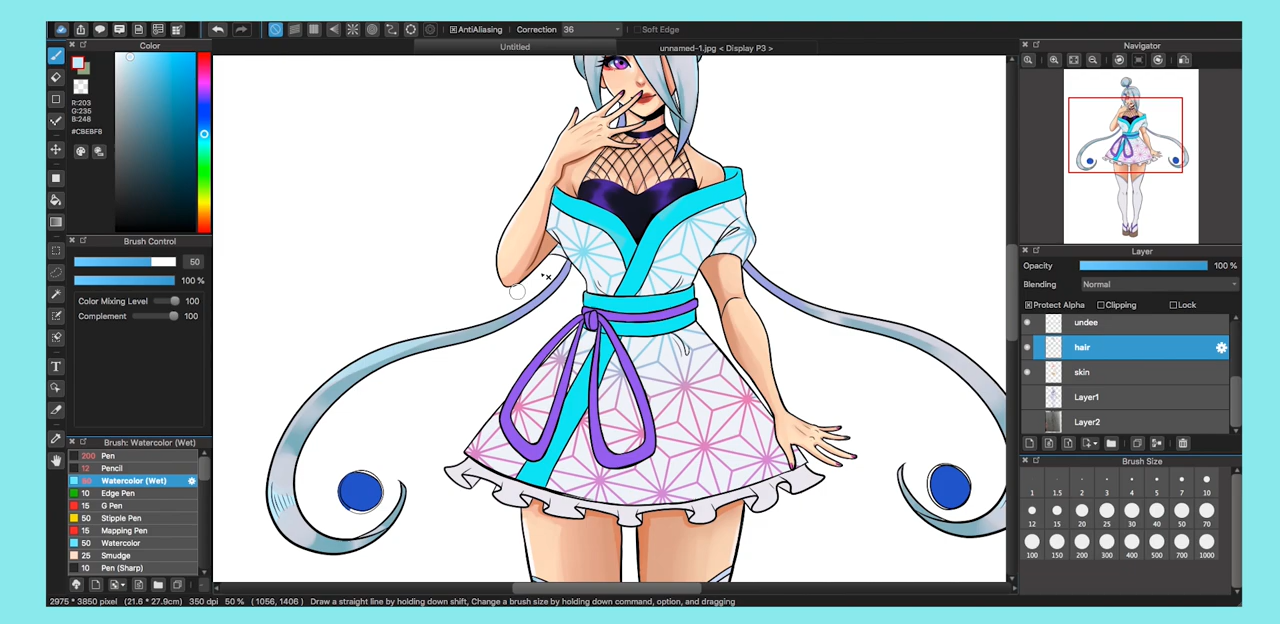 AntiAliasing Correction 36 Soft Edge
Color
Untitled
unnamed-1.jpg < Display P3 >
Navigator
R:203
G:235
B:248
#CBEBF8
Brush Control
50
100 %
Color Mixing Level 100
Complement 100
Layer
Opacity 100 %
Blending Normal
Protect Alpha Clipping Lock
undee
hair
skin
Layer1
Layer2
Brush: Watercolor (Wet)
200 Pen
12 Pencil
Watercolor (Wet)
10 Edge Pen
15 G Pen
50 Stipple Pen
15 Mapping Pen
50 Watercolor
25 Smudge
10 Pen (Sharp)
T
Brush Size
1 1.5 2 3 4 5 7 10
12 15 20 25 30 40 50 70
100 150 200 300 400 500 700 1000
2975 * 3850 pixel (21.6 * 27.9cm) 350 dpi 50 % (1056, 1406) Draw a straight line by holding down shift, Change a brush size by holding down command, option, and dragging